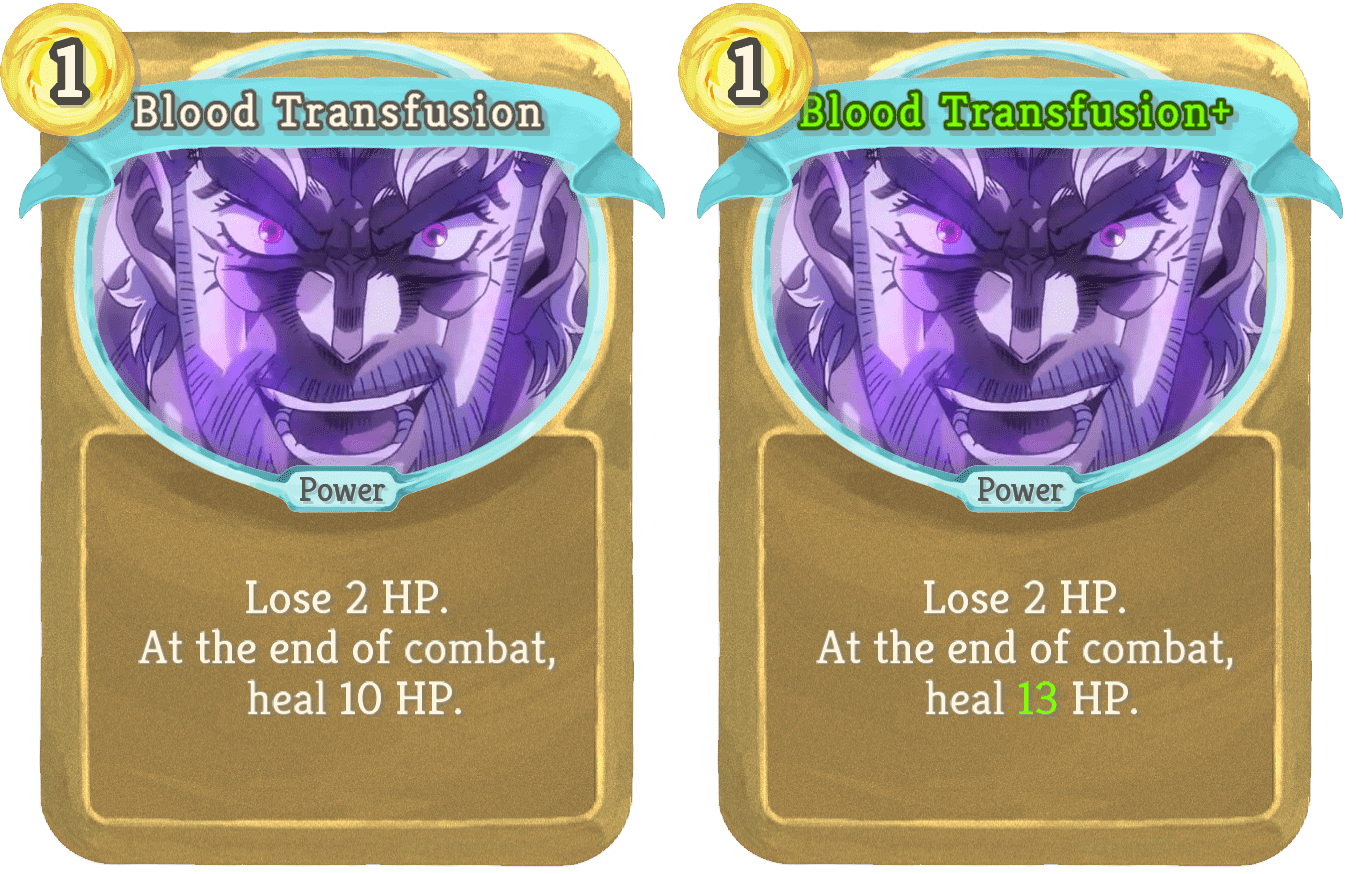 1
Blood Transfusion
Power
Lose 2 HP.
At the end of combat,
heal 10 HP.
1
Blood Transfusion+
Power
Lose 2 HP.
At the end of combat,
heal 13 HP.